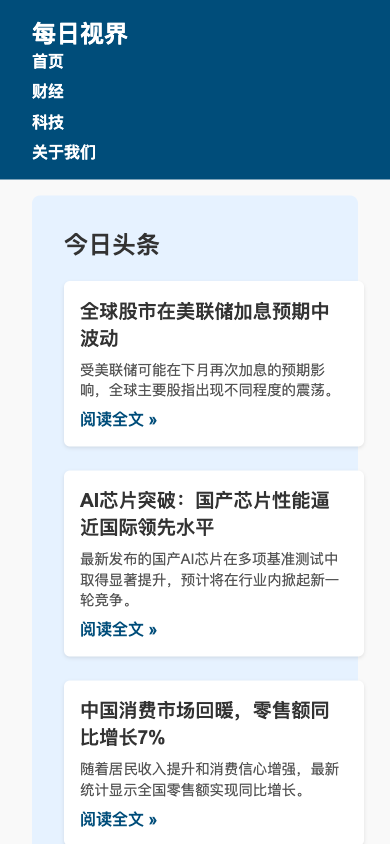 每日视界
首页
财经
科技
关于我们
今日头条
全球股市在美联储加息预期中
波动
受美联储可能在下月再次加息的预期影
响，全球主要股指出现不同程度的震荡。
阅读全文 »
AI芯片突破：国产芯片性能逼
近国际领先水平
最新发布的国产AI芯片在多项基准测试中
取得显著提升，预计将在行业内掀起新一
轮竞争。
阅读全文 »
中国消费市场回暖，零售额同
比增长7%
随着居民收入提升和消费信心增强，最新
统计显示全国零售额实现同比增长。
阅读全文 »